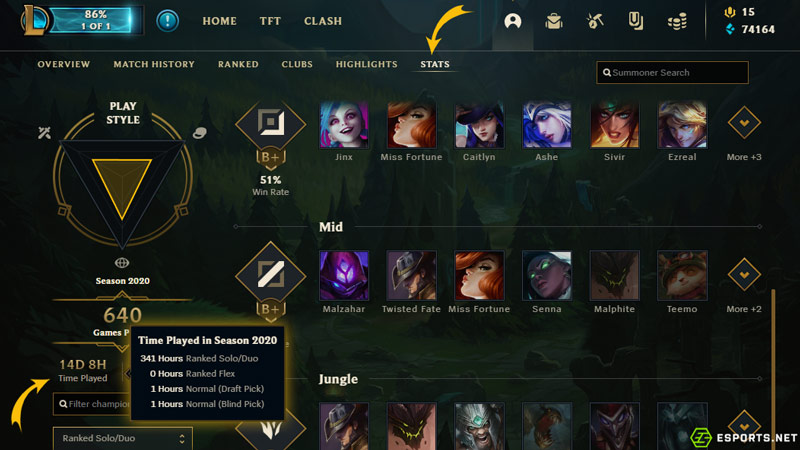 86%
1 OF 1
HOME
TFT
CLASH
15
74164
OVERVIEW
MATCH HISTORY
RANKED
CLUBS
HIGHLIGHTS
STATS
Summoner Search
PLAY
STYLE
B+
51%
Win Rate
Jinx
Miss Fortune
Caitlyn
Ashe
Sivir
Ezreal
More +3
Mid
B+
Malzahar
Twisted Fate
Miss Fortune
Senna
Malphite
Teemo
More +2
Season 2020
640
Games P
14D 8H
Time Played
Time Played in Season 2020
341 Hours Ranked Solo/Duo
0 Hours Ranked Flex
1 Hours Normal (Draft Pick)
1 Hours Normal (Blind Pick)
Filter champio
Ranked Solo/Duo
Jungle
ESPORTS.NET